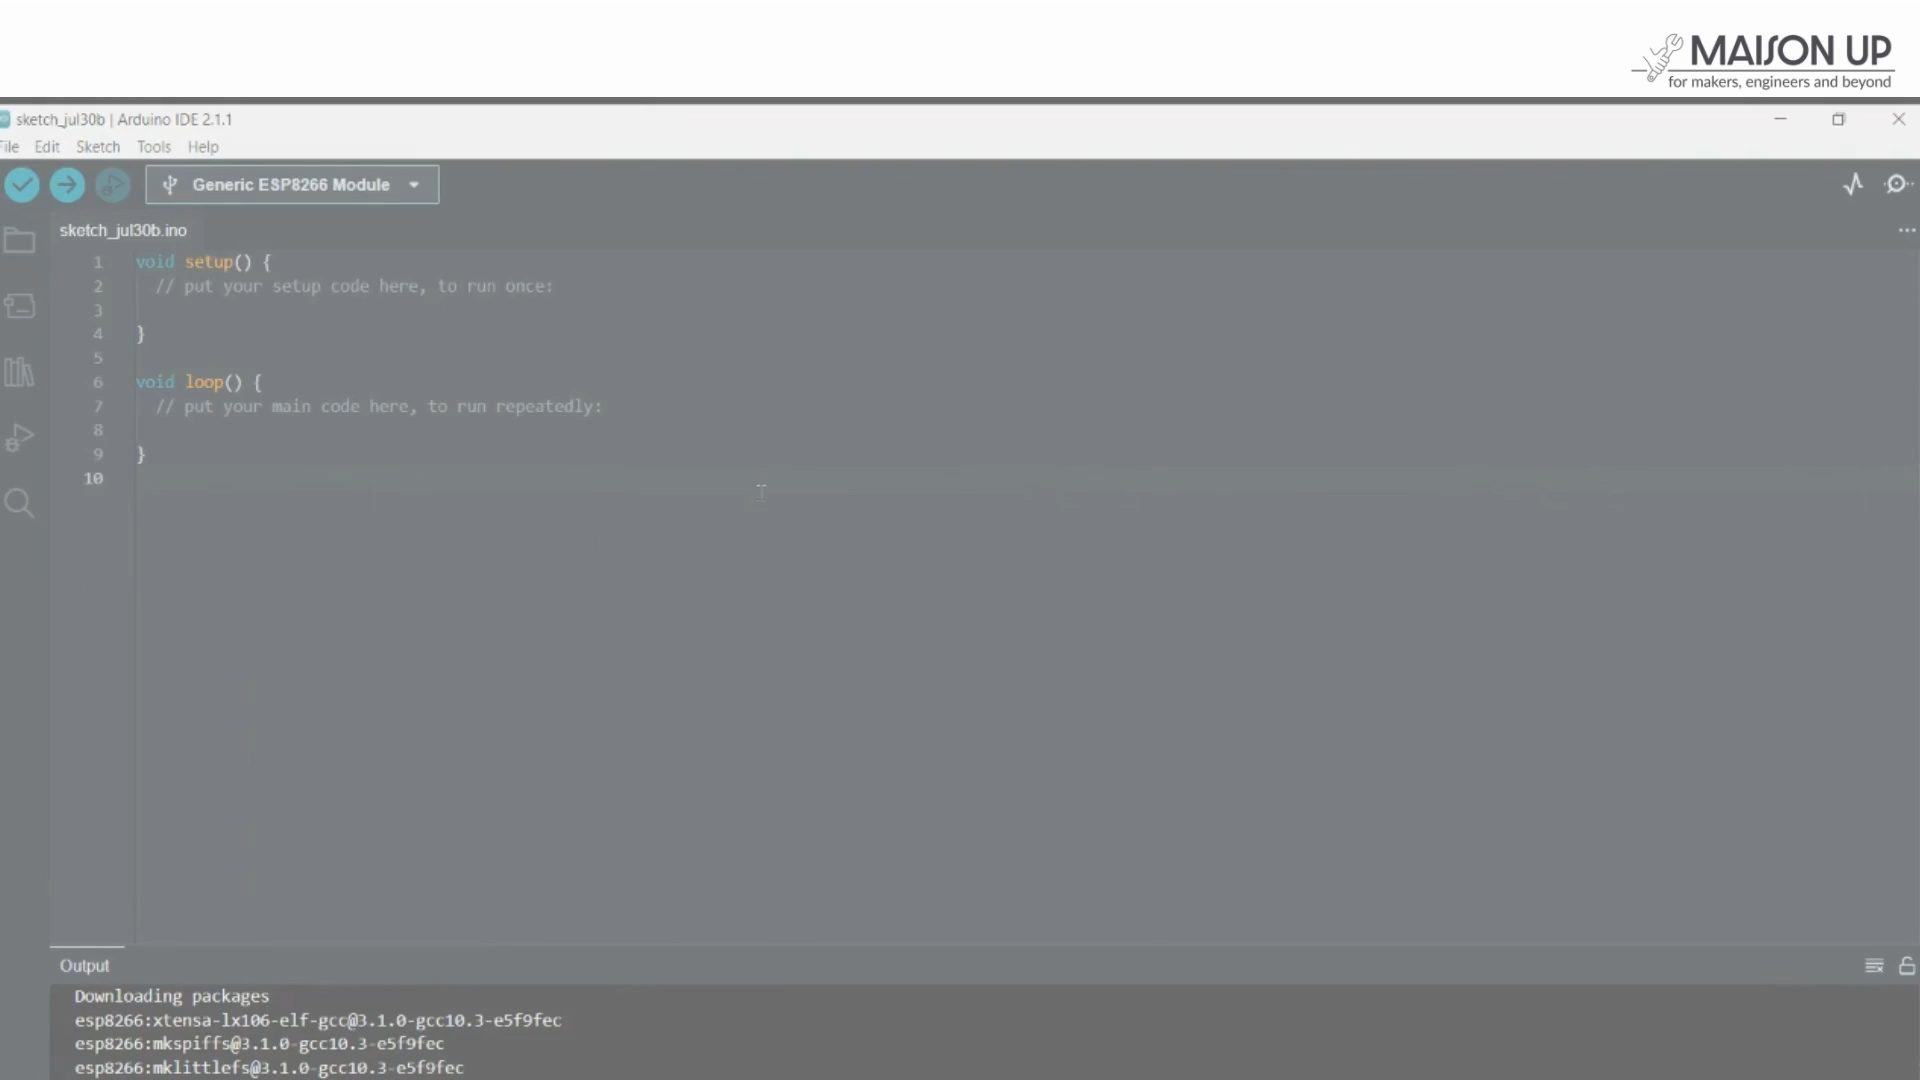 MAISON UP
for makers, engineers and beyond
sketch_jul30b | Arduino IDE 2.1.1
File Edit Sketch Tools Help
Generic ESP8266 Module
sketch_jul30b.ino
1 void setup() {
2 // put your setup code here, to run once:
3
4 }
5
6 void loop() {
7 // put your main code here, to run repeatedly:
8
9 }
10
Output
Downloading packages
esp8266:xtensa-lx106-elf-gcc@3.1.0-gcc10.3-e5f9fec
esp8266:mkspiffs@3.1.0-gcc10.3-e5f9fec
esp8266:mklittlefs@3.1.0-gcc10.3-e5f9fec